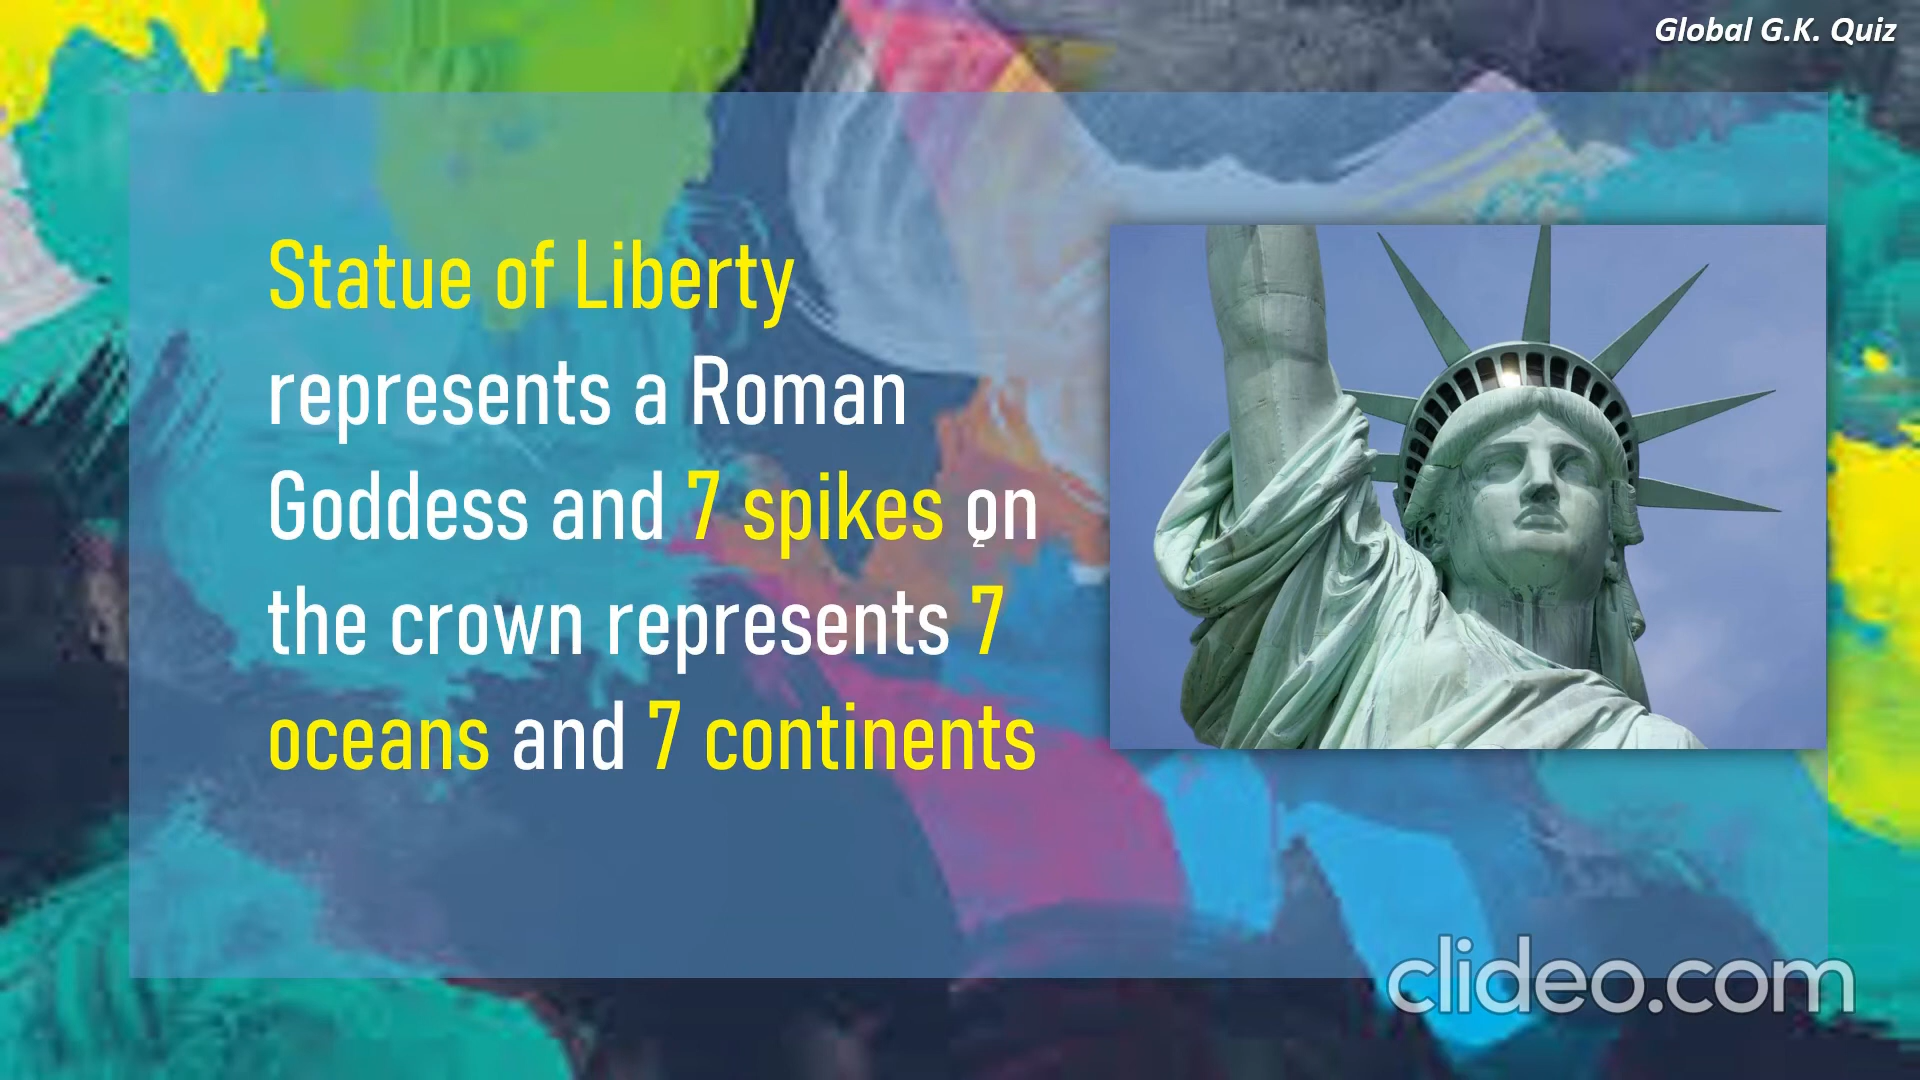 Global G.K. Quiz
Statue of Liberty
represents a Roman
Goddess and 7 spikes on
the crown represents 7
oceans and 7 continents
clideo.com